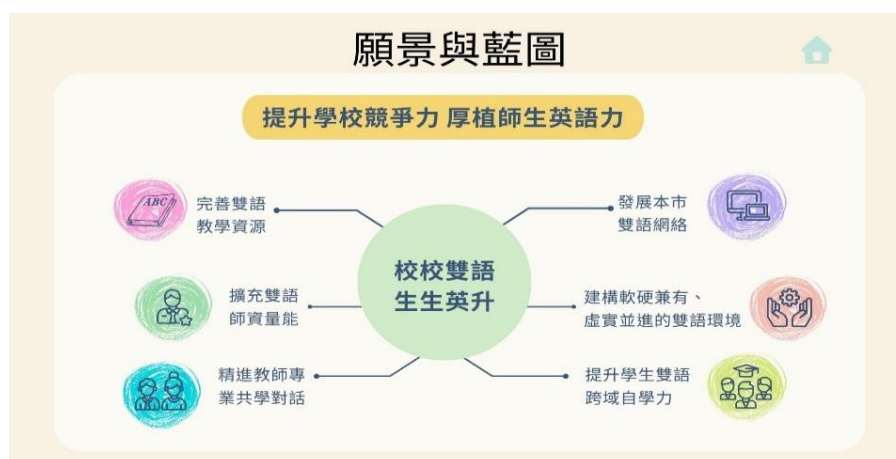 願景與藍圖
提升學校競爭力 厚植師生英語力
ABC
完善雙語
教學資源
擴充雙語
師資量能
精進教師專
業共學對話
校校雙語
生生英升
發展本市
雙語網絡
建構軟硬兼有、
虛實並進的雙語環境
提升學生雙語
跨域自學力